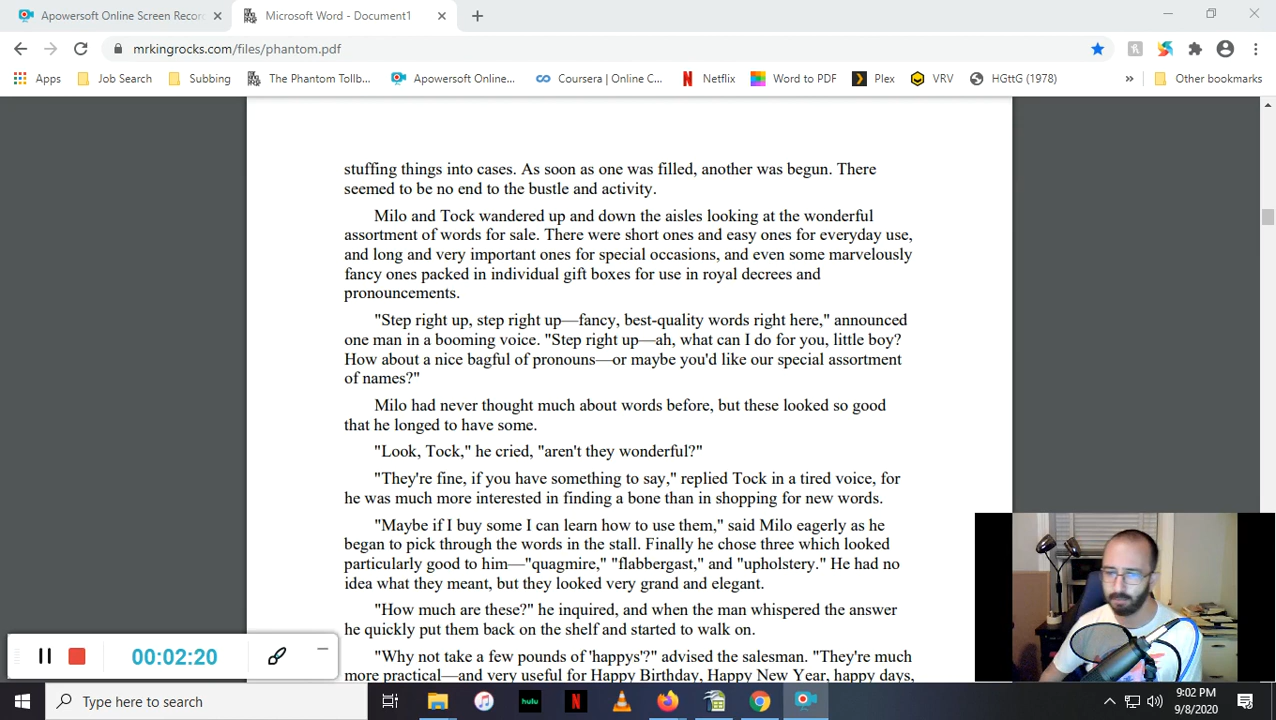 Apowersoft Online Screen Recor
Microsoft Word - Document1
mrkingrocks.com/files/phantom.pdf
Apps
Job Search
Subbing
The Phantom Tollb...
Apowersoft Online...
Coursera | Online C...
Netflix
Word to PDF
Plex
VRV
HGttG (1978)
»
Other bookmarks
stuffing things into cases. As soon as one was filled, another was begun. There
seemed to be no end to the bustle and activity.
Milo and Tock wandered up and down the aisles looking at the wonderful
assortment of words for sale. There were short ones and easy ones for everyday use,
and long and very important ones for special occasions, and even some marvelously
fancy ones packed in individual gift boxes for use in royal decrees and
pronouncements.
"Step right up, step right up—fancy, best-quality words right here," announced
one man in a booming voice. "Step right up—ah, what can I do for you, little boy?
How about a nice bagful of pronouns—or maybe you'd like our special assortment
of names?"
Milo had never thought much about words before, but these looked so good
that he longed to have some.
"Look, Tock," he cried, "aren't they wonderful?"
"They're fine, if you have something to say," replied Tock in a tired voice, for
he was much more interested in finding a bone than in shopping for new words.
"Maybe if I buy some I can learn how to use them," said Milo eagerly as he
began to pick through the words in the stall. Finally he chose three which looked
particularly good to him—"quagmire," "flabbergast," and "upholstery." He had no
idea what they meant, but they looked very grand and elegant.
"How much are these?" he inquired, and when the man whispered the answer
he quickly put them back on the shelf and started to walk on.
"Why not take a few pounds of 'happys'?" advised the salesman. "They're much
more practical—and very useful for Happy Birthday, Happy New Year, happy days,
00:02:20
Type here to search
hulu
9:02 PM
9/8/2020